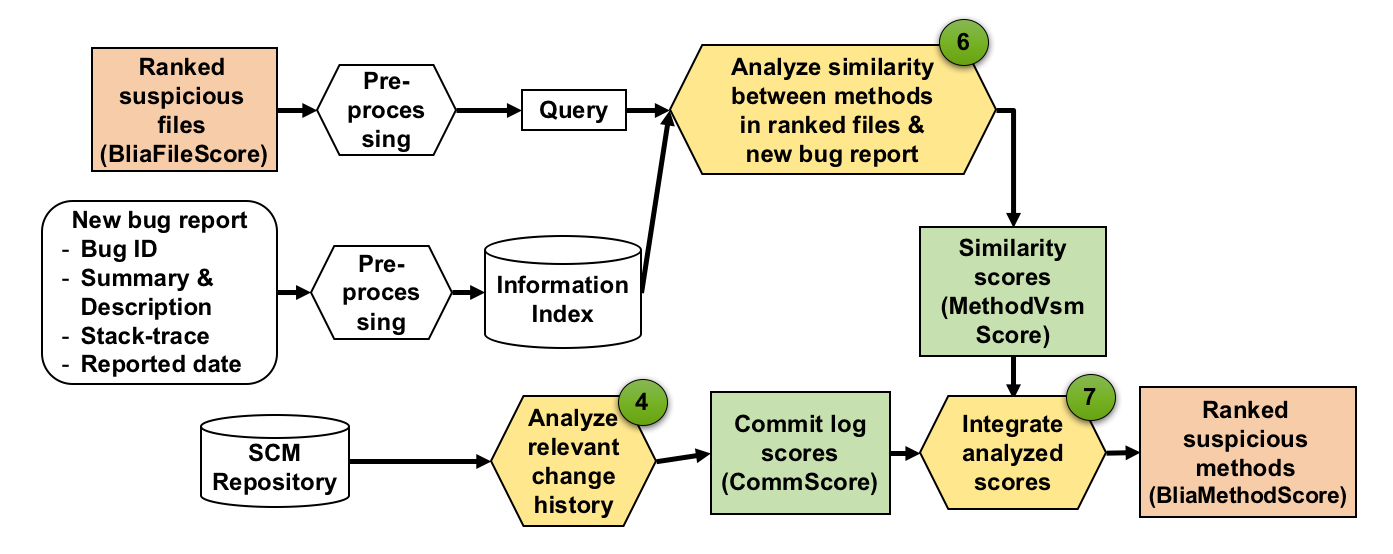 Ranked
suspicious
files
(BliaFileScore)
Pre-
proces
sing
Query
6
Analyze similarity
between methods
in ranked files &
new bug report
New bug report
- Bug ID
- Summary &
Description
- Stack-trace
- Reported date
Pre-
proces
sing
Information
Index
Similarity
scores
(MethodVsm
Score)
SCM
Repository
4
Analyze
relevant
change
history
Commit log
scores
(CommScore)
7
Integrate
analyzed
scores
Ranked
suspicious
methods
(BliaMethodScore)